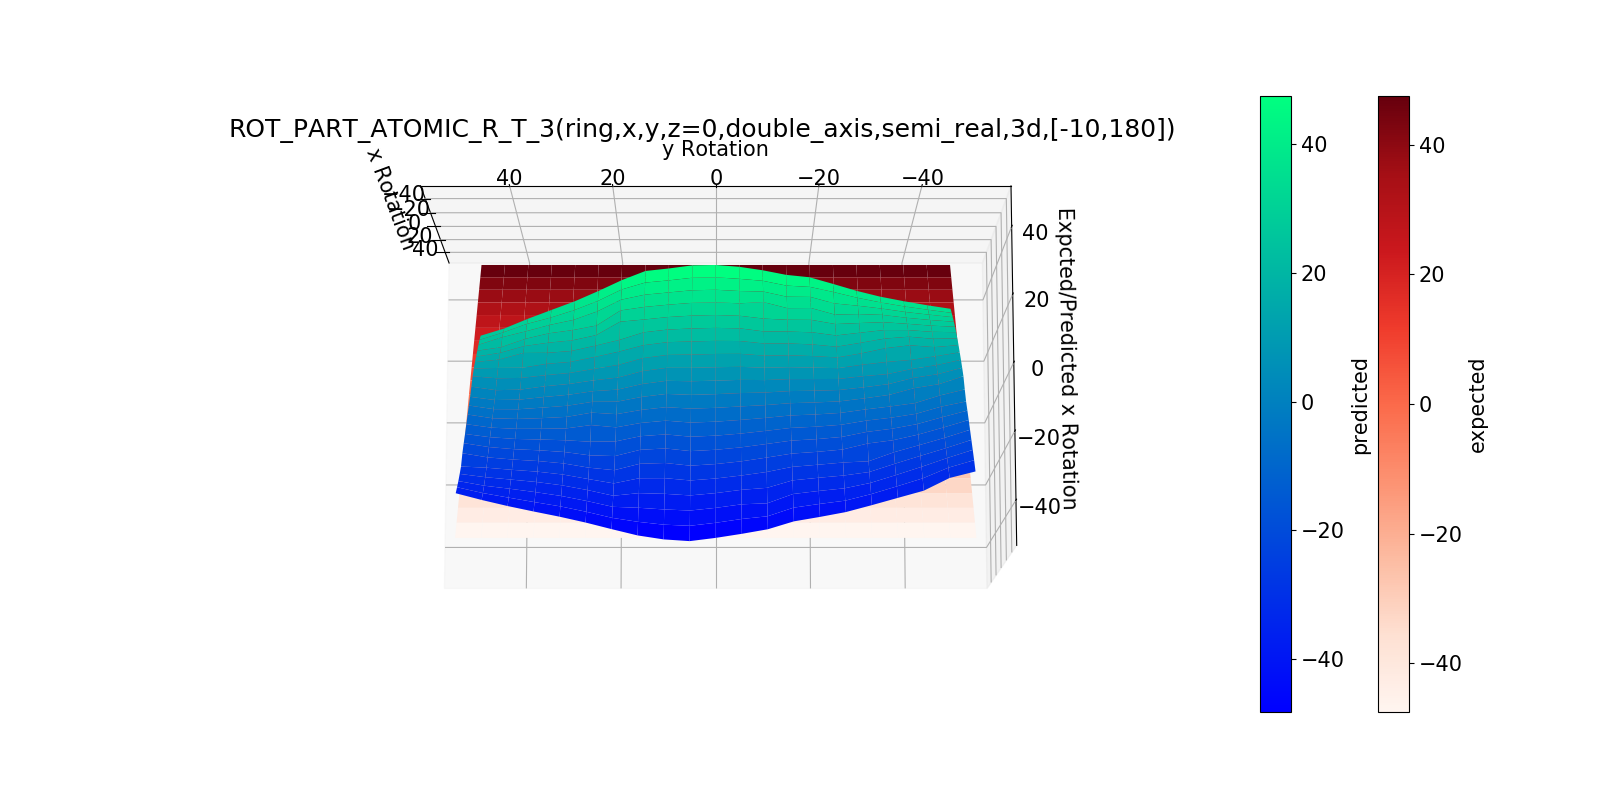 ROT_PART_ATOMIC_R_T_3(ring,x,y,z=0,double_axis,semi_real,3d,[-10,180])
y Rotation
40 20 0 −20 −40
x Rotation
−40
−20
0
20
40
Expcted/Predicted x Rotation
40
20
0
−20
−40
predicted
40
20
0
−20
−40
expected
40
20
0
−20
−40